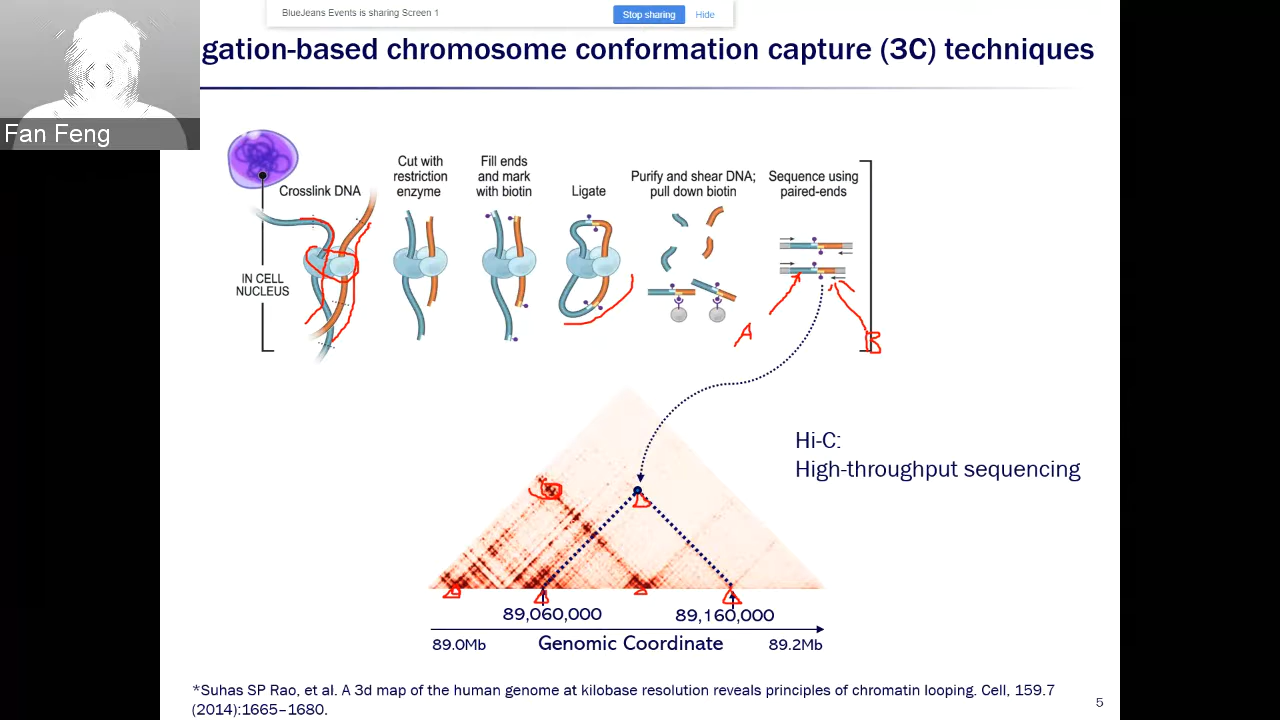 BlueJeans Events is sharing Screen 1
Stop sharing
Hide
gation-based chromosome conformation capture (3C) techniques
Fan Feng
Crosslink DNA
Cut with
restriction
enzyme
Fill ends
and mark
with biotin
Ligate
Purify and shear DNA;
pull down biotin
Sequence using
paired-ends
IN CELL
NUCLEUS
A
B
Hi-C:
High-throughput sequencing
89,060,000
89,160,000
89.0Mb
Genomic Coordinate
89.2Mb
*Suhas SP Rao, et al. A 3d map of the human genome at kilobase resolution reveals principles of chromatin looping. Cell, 159.7
(2014):1665–1680.
5